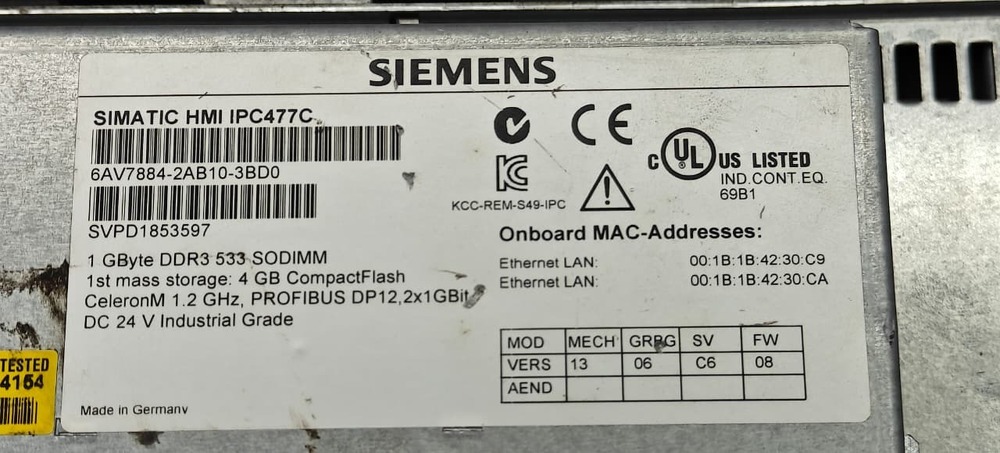 SIEMENS
SIMATIC HMI IPC477C
6AV7884-2AB10-3BD0
SVPD1853597
1 GByte DDR3 533 SODIMM
1st mass storage: 4 GB CompactFlash
CeleronM 1.2 GHz, PROFIBUS DP12,2x1GBit
DC 24 V Industrial Grade
Made in Germany
CE
KCC-REM-S49-IPC
C UL US LISTED
IND.CONT.EQ.
69B1
Onboard MAC-Addresses:
Ethernet LAN: 00:1B:1B:42:30:C9
Ethernet LAN: 00:1B:1B:42:30:CA
MOD MECH GRBG SV FW
VERS 13 06 C6 08
AEND
TESTED
4154